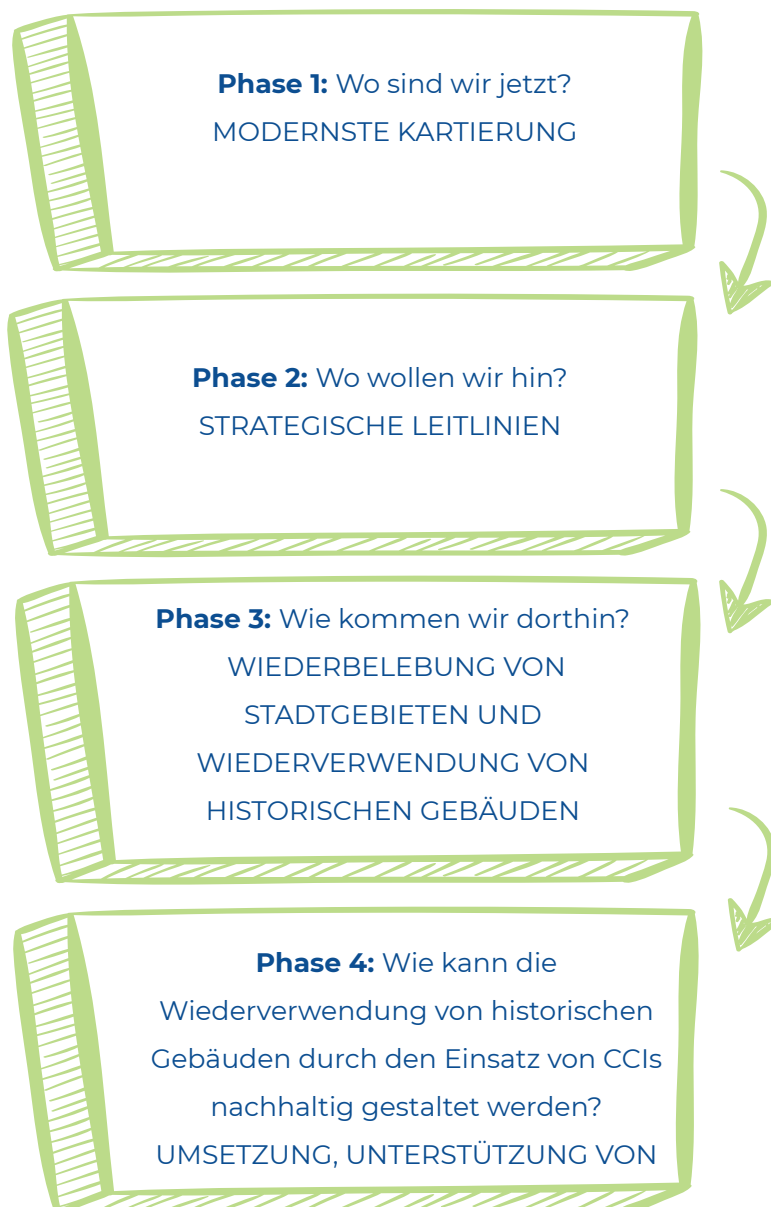 Phase 1: Wo sind wir jetzt?
MODERNSTE KARTIERUNG
Phase 2: Wo wollen wir hin?
STRATEGISCHE LEITLINIEN
Phase 3: Wie kommen wir dorthin?
WIEDERBELEBUNG VON
STADTGEBIETEN UND
WIEDERVERWENDUNG VON
HISTORISCHEN GEBÄUDEN
Phase 4: Wie kann die
Wiederverwendung von historischen
Gebäuden durch den Einsatz von CCIs
nachhaltig gestaltet werden?
UMSETZUNG, UNTERSTÜTZUNG VON